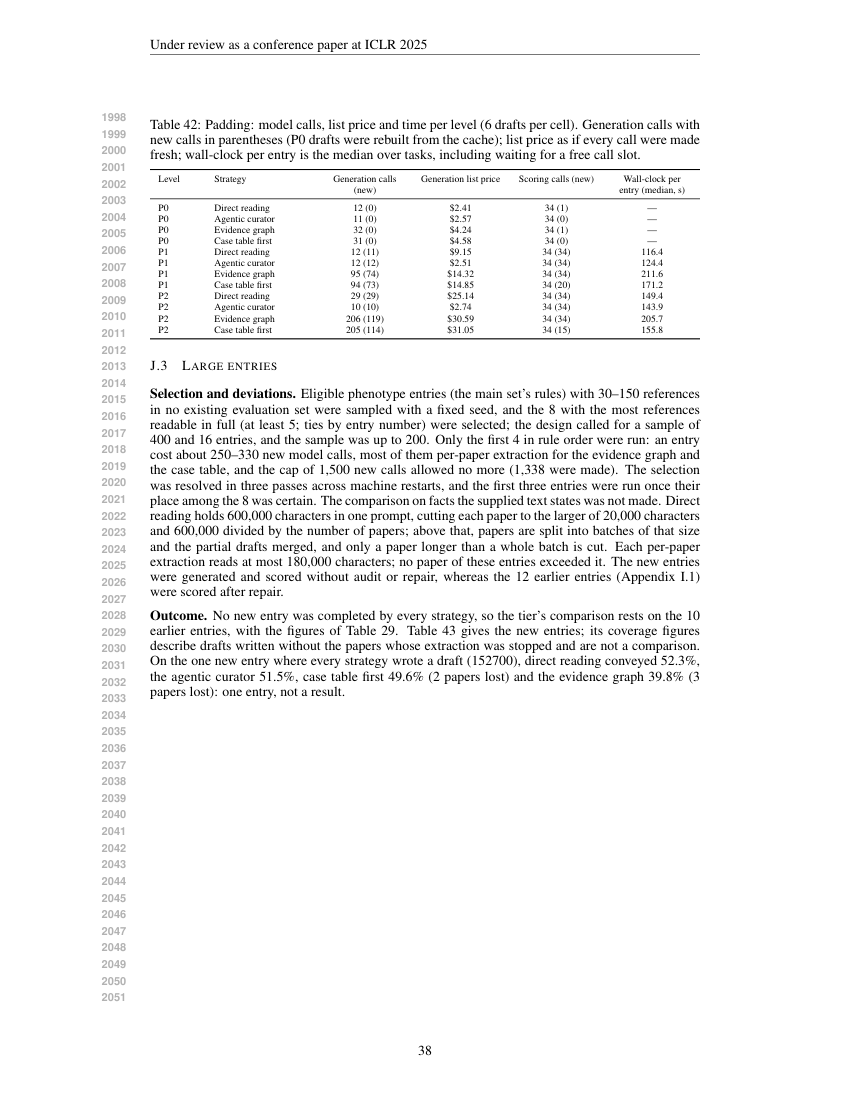 Under review as a conference paper at ICLR 2025
1998
1999
2000
2001
2002
2003
2004
2005
2006
2007
2008
2009
2010
2011
2012
2013
2014
2015
2016
2017
2018
2019
2020
2021
2022
2023
2024
2025
2026
2027
2028
2029
2030
2031
2032
2033
2034
2035
2036
2037
2038
2039
2040
2041
2042
2043
2044
2045
2046
2047
2048
2049
2050
2051
Table 42: Padding: model calls, list price and time per level (6 drafts per cell). Generation calls with
new calls in parentheses (P0 drafts were rebuilt from the cache); list price as if every call were made
fresh; wall-clock per entry is the median over tasks, including waiting for a free call slot.
Level Strategy Generation calls (new) Generation list price Scoring calls (new) Wall-clock per entry (median, s)
P0 Direct reading 12 (0) $2.41 34 (1) —
P0 Agentic curator 11 (0) $2.57 34 (0) —
P0 Evidence graph 32 (0) $4.24 34 (1) —
P0 Case table first 31 (0) $4.58 34 (0) —
P1 Direct reading 12 (11) $9.15 34 (34) 116.4
P1 Agentic curator 12 (12) $2.51 34 (34) 124.4
P1 Evidence graph 95 (74) $14.32 34 (34) 211.6
P1 Case table first 94 (73) $14.85 34 (20) 171.2
P2 Direct reading 29 (29) $25.14 34 (34) 149.4
P2 Agentic curator 10 (10) $2.74 34 (34) 143.9
P2 Evidence graph 206 (119) $30.59 34 (34) 205.7
P2 Case table first 205 (114) $31.05 34 (15) 155.8
J.3 LARGE ENTRIES
Selection and deviations. Eligible phenotype entries (the main set's rules) with 30–150 references
in no existing evaluation set were sampled with a fixed seed, and the 8 with the most references
readable in full (at least 5; ties by entry number) were selected; the design called for a sample of
400 and 16 entries, and the sample was up to 200. Only the first 4 in rule order were run: an entry
cost about 250–330 new model calls, most of them per-paper extraction for the evidence graph and
the case table, and the cap of 1,500 new calls allowed no more (1,338 were made). The selection
was resolved in three passes across machine restarts, and the first three entries were run once their
place among the 8 was certain. The comparison on facts the supplied text states was not made. Direct
reading holds 600,000 characters in one prompt, cutting each paper to the larger of 20,000 characters
and 600,000 divided by the number of papers; above that, papers are split into batches of that size
and the partial drafts merged, and only a paper longer than a whole batch is cut. Each per-paper
extraction reads at most 180,000 characters; no paper of these entries exceeded it. The new entries
were generated and scored without audit or repair, whereas the 12 earlier entries (Appendix I.1)
were scored after repair.
Outcome. No new entry was completed by every strategy, so the tier's comparison rests on the 10
earlier entries, with the figures of Table 29. Table 43 gives the new entries; its coverage figures
describe drafts written without the papers whose extraction was stopped and are not a comparison.
On the one new entry where every strategy wrote a draft (152700), direct reading conveyed 52.3%,
the agentic curator 51.5%, case table first 49.6% (2 papers lost) and the evidence graph 39.8% (3
papers lost): one entry, not a result.
38